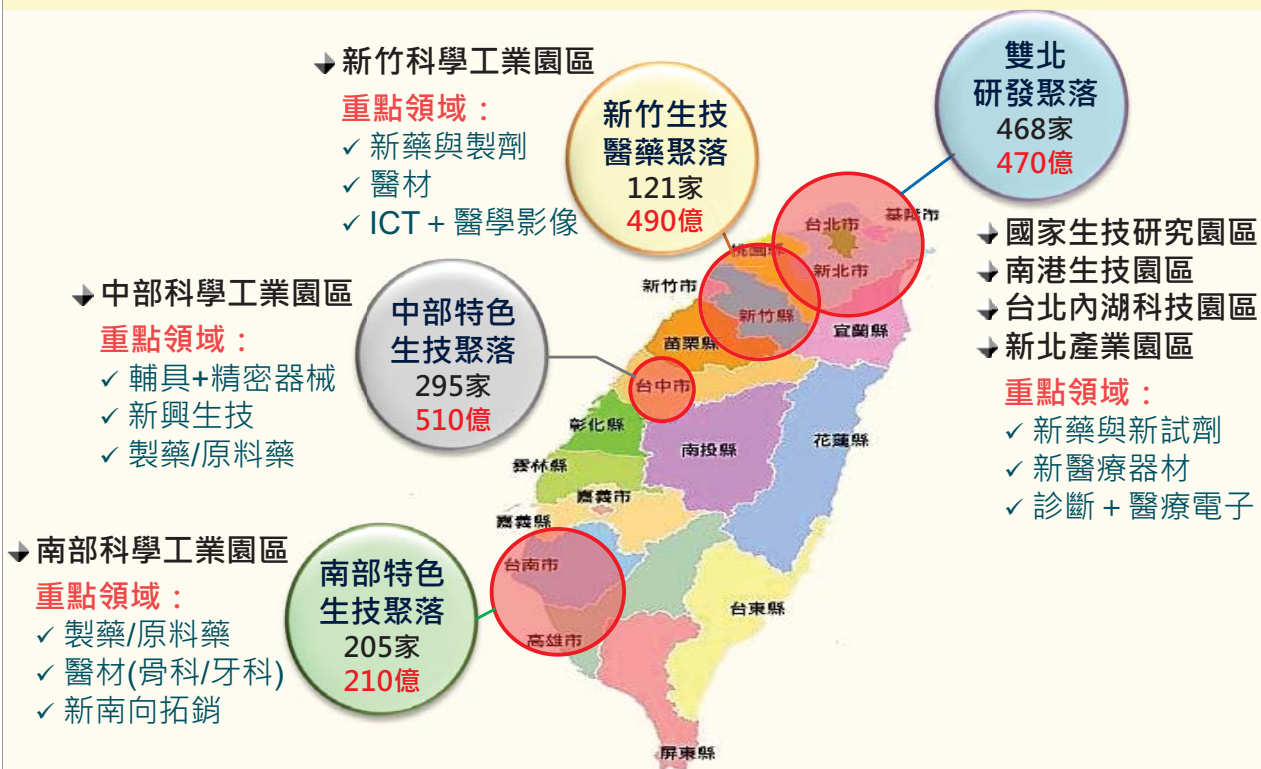 新竹科學工業園區
重點領域：
✓ 新藥與製劑
✓ 醫材
✓ ICT + 醫學影像
新竹生技
醫藥聚落
121家
490億
雙北
研發聚落
468家
470億
國家生技研究園區
南港生技園區
台北內湖科技園區
新北產業園區
重點領域：
✓ 新藥與新試劑
✓ 新醫療器材
✓ 診斷 + 醫療電子
中部科學工業園區
重點領域：
✓ 輔具+精密器械
✓ 新興生技
✓ 製藥/原料藥
中部特色
生技聚落
295家
510億
南部科學工業園區
重點領域：
✓ 製藥/原料藥
✓ 醫材(骨科/牙科)
✓ 新南向拓銷
南部特色
生技聚落
205家
210億
基隆市
台北市
桃園縣
新北市
新竹市
新竹縣
宜蘭縣
苗栗縣
台中市
彰化縣
南投縣
花蓮縣
雲林縣
嘉義市
嘉義縣
台南市
高雄市
台東縣
屏東縣